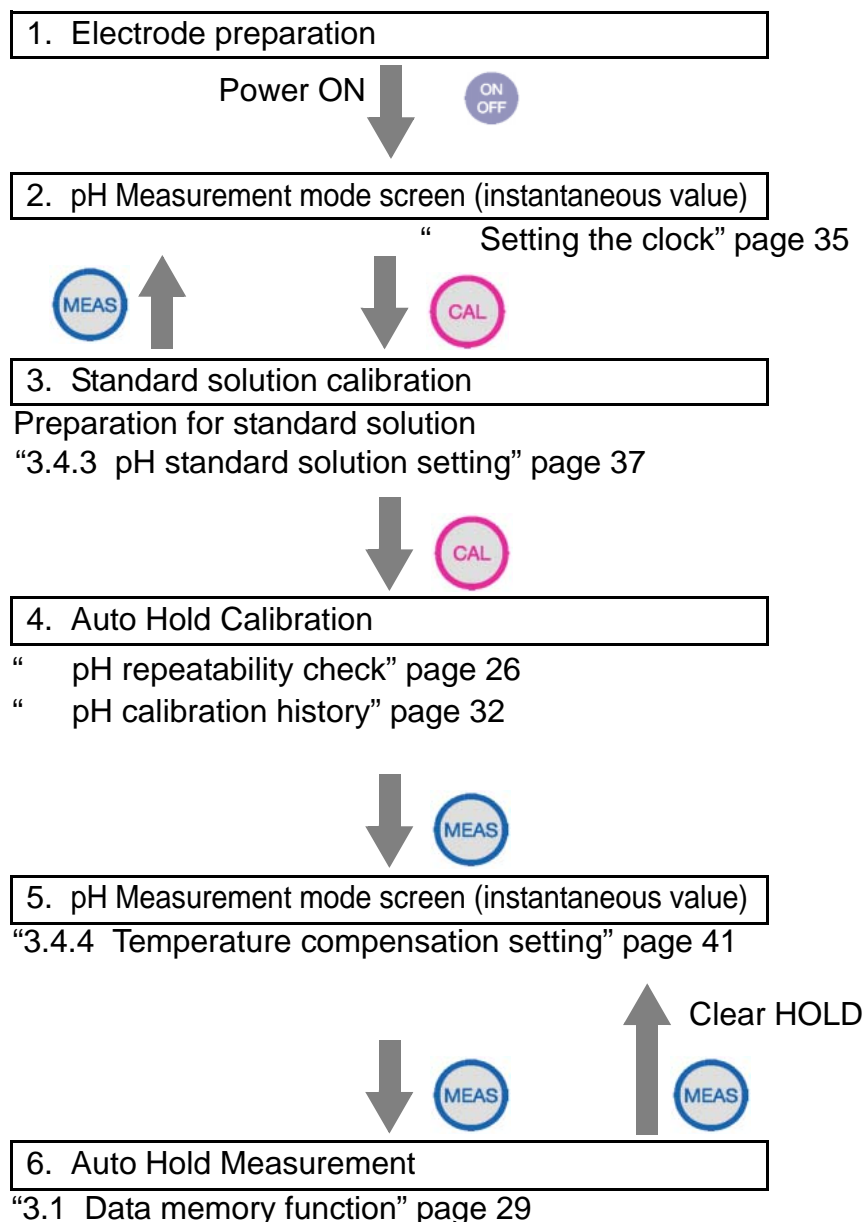 1. Electrode preparation
Power ON
ON
OFF
2. pH Measurement mode screen (instantaneous value)
“ Setting the clock” page 35
MEAS
CAL
3. Standard solution calibration
Preparation for standard solution
“3.4.3 pH standard solution setting” page 37
CAL
4. Auto Hold Calibration
“ pH repeatability check” page 26
“ pH calibration history” page 32
MEAS
5. pH Measurement mode screen (instantaneous value)
“3.4.4 Temperature compensation setting” page 41
Clear HOLD
MEAS
MEAS
6. Auto Hold Measurement
“3.1 Data memory function” page 29